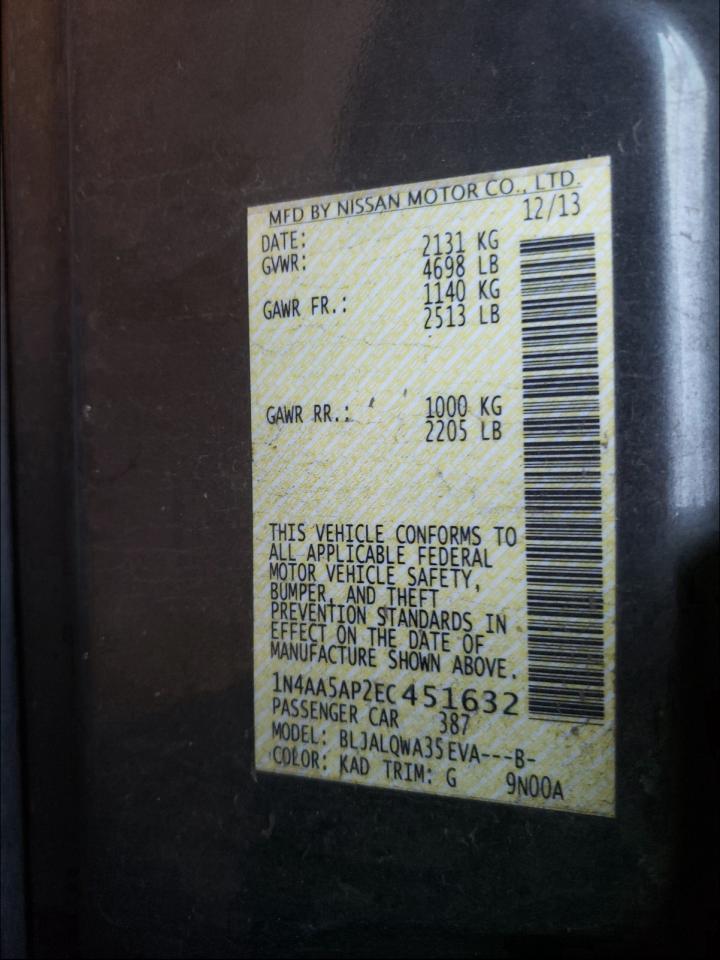 MFD BY NISSAN MOTOR CO., LTD.
DATE: 12/13
GVWR: 2131 KG
4698 LB
GAWR FR.: 1140 KG
2513 LB
GAWR RR.: 1000 KG
2205 LB
THIS VEHICLE CONFORMS TO
ALL APPLICABLE FEDERAL
MOTOR VEHICLE SAFETY,
BUMPER, AND THEFT
PREVENTION STANDARDS IN
EFFECT ON THE DATE OF
MANUFACTURE SHOWN ABOVE.
1N4AA5AP2EC451632
PASSENGER CAR 387
MODEL: BLJALQWA35EVA---B-
COLOR: KAD TRIM: G 9N00A